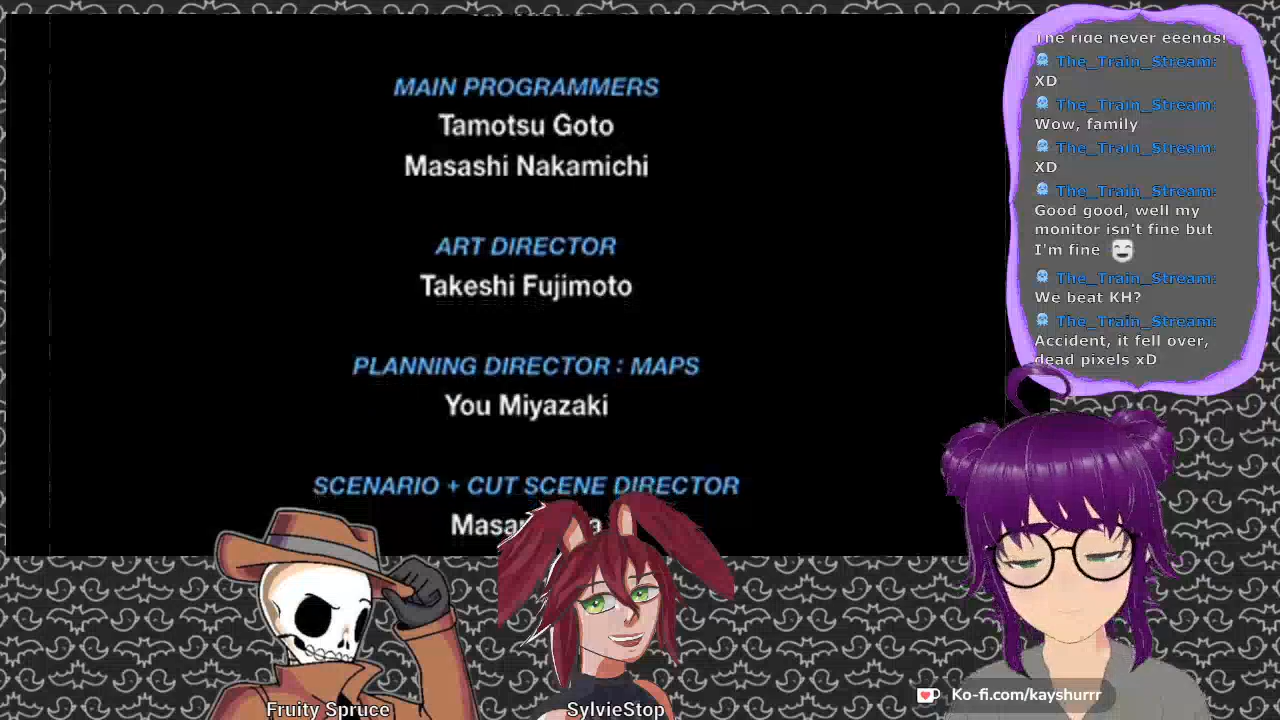 MAIN PROGRAMMERS
Tamotsu Goto
Masashi Nakamichi
ART DIRECTOR
Takeshi Fujimoto
PLANNING DIRECTOR : MAPS
You Miyazaki
SCENARIO + CUT SCENE DIRECTOR
The ride never eeends!
The_Train_Stream:
XD
The_Train_Stream:
Wow, family
The_Train_Stream:
XD
The_Train_Stream:
Good good, well my
monitor isn't fine but
I'm fine
The_Train_Stream:
We beat KH?
The_Train_Stream:
Accident, it fell over,
dead pixels xD
Fruity Spruce
SylvieStop
Ko-fi.com/kayshurrr